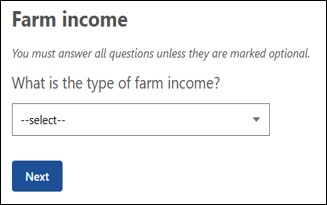 Farm income
You must answer all questions unless they are marked optional.
What is the type of farm income?
--select--
Next